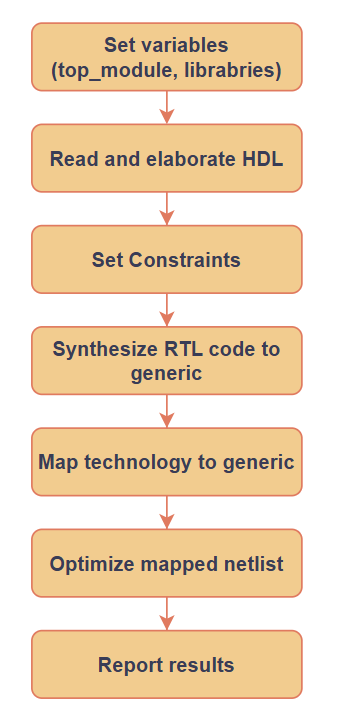 Set variables
(top_module, librabries)
Read and elaborate HDL
Set Constraints
Synthesize RTL code to
generic
Map technology to generic
Optimize mapped netlist
Report results